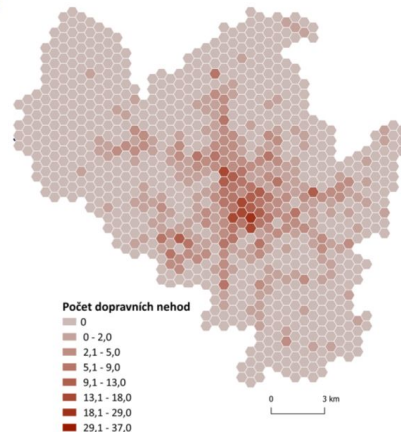 Počet dopravních nehod
0
0 - 2,0
2,1 - 5,0
5,1 - 9,0
9,1 - 13,0
13,1 - 18,0
18,1 - 29,0
29,1 - 37,0
0 3 km